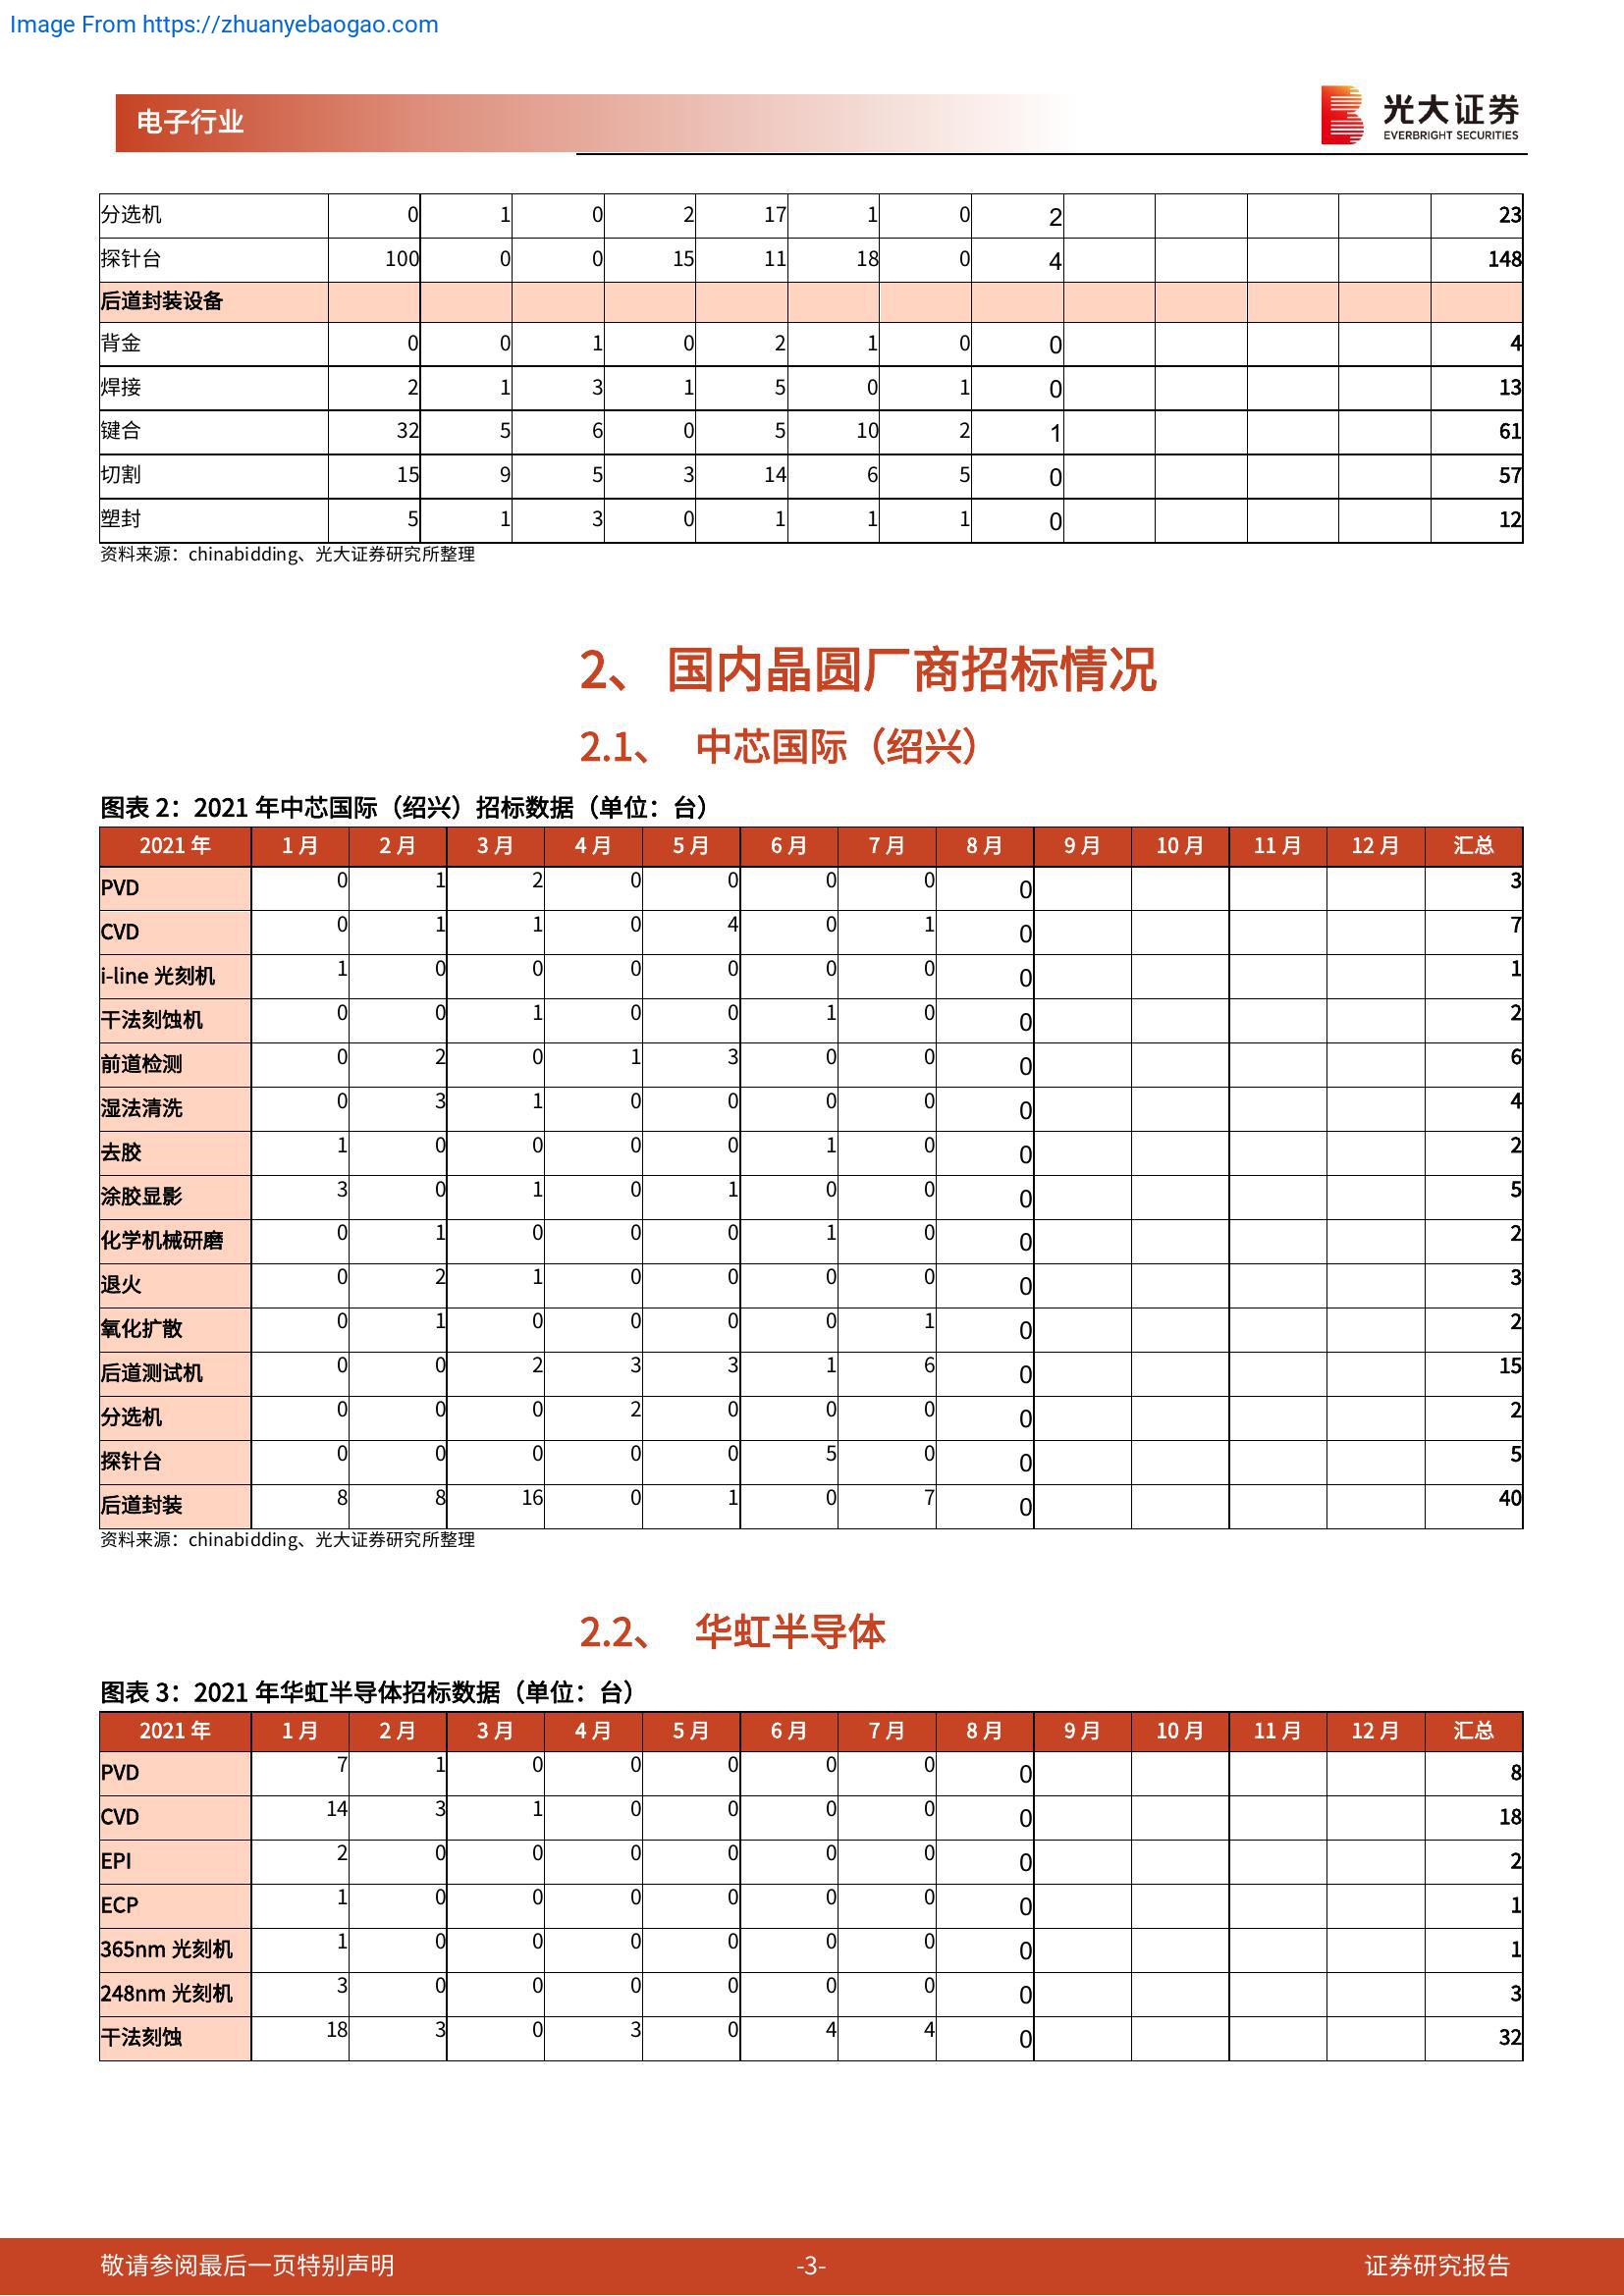 Image From https://zhuanyebaogao.com
电子行业
光大证券
EVERBRIGHT SECURITIES
分选机 0 1 0 2 17 1 0 2 23
探针台 100 0 0 15 11 18 0 4 148
后道封装设备
背金 0 0 1 0 2 1 0 0 4
焊接 2 1 3 1 5 0 1 0 13
键合 32 5 6 0 5 10 2 1 61
切割 15 9 5 3 14 6 5 0 57
塑封 5 1 3 0 1 1 1 0 12
资料来源：chinabidding、光大证券研究所整理
2、 国内晶圆厂商招标情况
2.1、 中芯国际（绍兴）
图表 2：2021 年中芯国际（绍兴）招标数据（单位：台）
2021 年 1 月 2 月 3 月 4 月 5 月 6 月 7 月 8 月 9 月 10 月 11 月 12 月 汇总
PVD 0 1 2 0 0 0 0 0 3
CVD 0 1 1 0 4 0 1 0 7
i-line 光刻机 1 0 0 0 0 0 0 0 1
干法刻蚀机 0 0 1 0 0 1 0 0 2
前道检测 0 2 0 1 3 0 0 0 6
湿法清洗 0 3 1 0 0 0 0 0 4
去胶 1 0 0 0 0 1 0 0 2
涂胶显影 3 0 1 0 1 0 0 0 5
化学机械研磨 0 1 0 0 0 1 0 0 2
退火 0 2 1 0 0 0 0 0 3
氧化扩散 0 1 0 0 0 0 1 0 2
后道测试机 0 0 2 3 3 1 6 0 15
分选机 0 0 0 2 0 0 0 0 2
探针台 0 0 0 0 0 5 0 0 5
后道封装 8 8 16 0 1 0 7 0 40
资料来源：chinabidding、光大证券研究所整理
2.2、 华虹半导体
图表 3：2021 年华虹半导体招标数据（单位：台）
2021 年 1 月 2 月 3 月 4 月 5 月 6 月 7 月 8 月 9 月 10 月 11 月 12 月 汇总
PVD 7 1 0 0 0 0 0 0 8
CVD 14 3 1 0 0 0 0 0 18
EPI 2 0 0 0 0 0 0 0 2
ECP 1 0 0 0 0 0 0 0 1
365nm 光刻机 1 0 0 0 0 0 0 0 1
248nm 光刻机 3 0 0 0 0 0 0 0 3
干法刻蚀 18 3 0 3 0 4 4 0 32
敬请参阅最后一页特别声明 -3- 证券研究报告